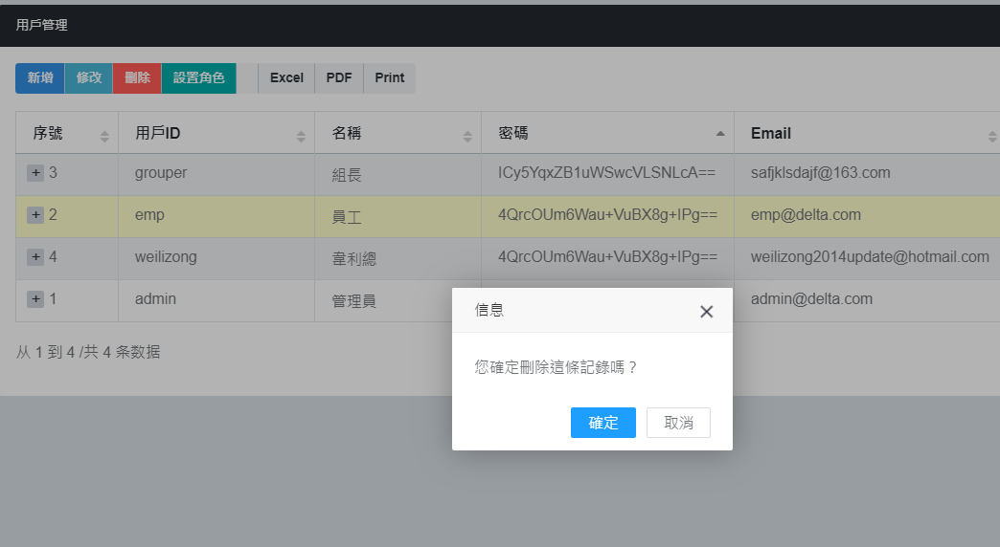 用戶管理
新增 修改 刪除 設置角色 Excel PDF Print
序號 用戶ID 名稱 密碼 Email
+ 3 grouper 組長 ICy5YqxZB1uWSwcVLSNLcA== safjklsdajf@163.com
+ 2 emp 員工 4QrcOUm6Wau+VuBX8g+IPg== emp@delta.com
+ 4 weilizong 韋利總 4QrcOUm6Wau+VuBX8g+IPg== weilizong2014update@hotmail.com
+ 1 admin 管理員 admin@delta.com
从 1 到 4 /共 4 条数据
信息
您確定刪除這條記錄嗎？
確定 取消